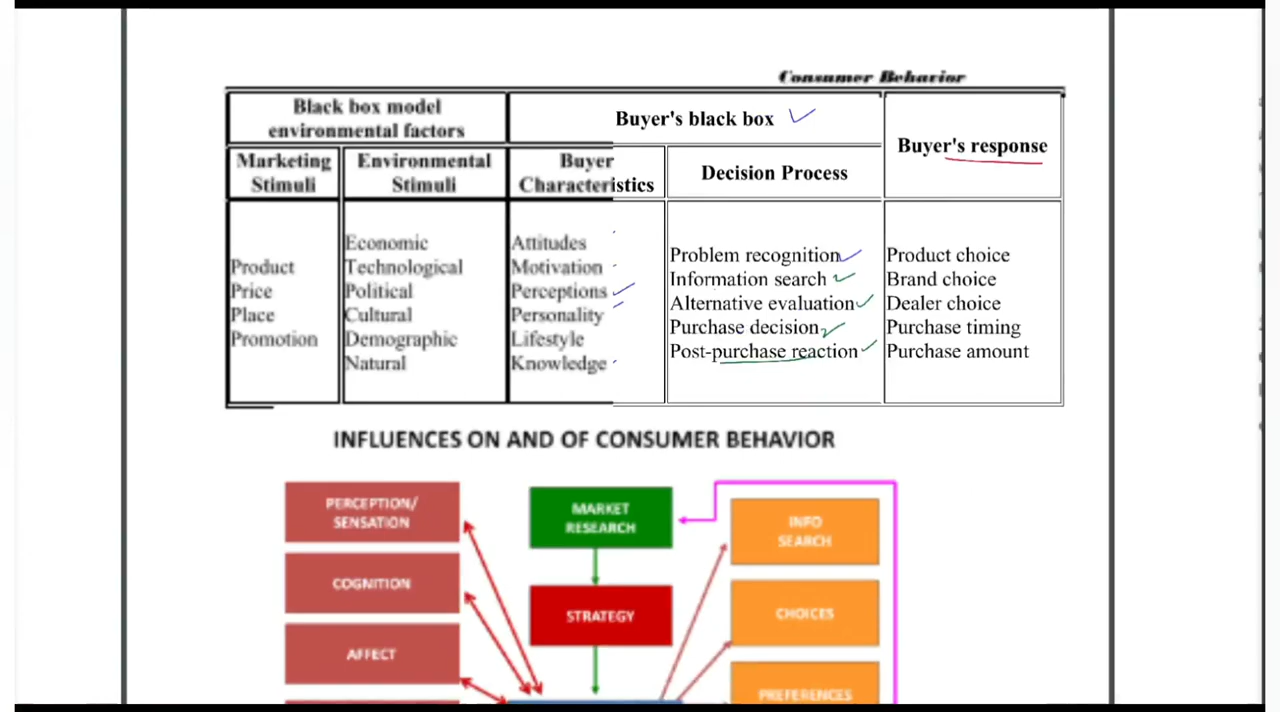 Consumer Behavior
Black box model
environmental factors
Buyer's black box
Buyer's response
Marketing
Stimuli
Environmental
Stimuli
Buyer
Characteristics
Decision Process
Product
Price
Place
Promotion
Economic
Technological
Political
Cultural
Demographic
Natural
Attitudes
Motivation
Perceptions
Personality
Lifestyle
Knowledge
Problem recognition
Information search
Alternative evaluation
Purchase decision
Post-purchase reaction
Product choice
Brand choice
Dealer choice
Purchase timing
Purchase amount
INFLUENCES ON AND OF CONSUMER BEHAVIOR
PERCEPTION/
SENSATION
COGNITION
AFFECT
MARKET
RESEARCH
STRATEGY
INFO
SEARCH
CHOICES
PREFERENCES